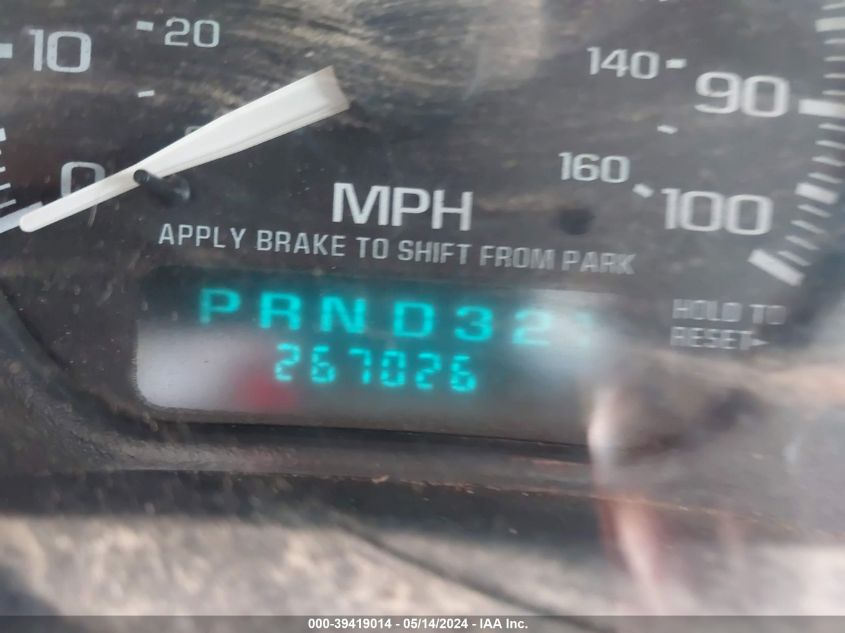 20
10
140
90
160
0
MPH
100
APPLY BRAKE TO SHIFT FROM PARK
PRND32
HOLD TO
RESET
267026
000-39419014 - 05/14/2024 - IAA Inc.